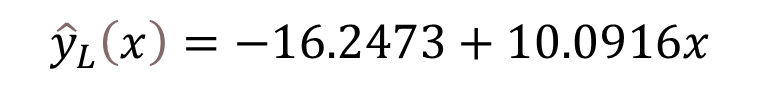 ŷ_L(x) = −16.2473 + 10.0916x